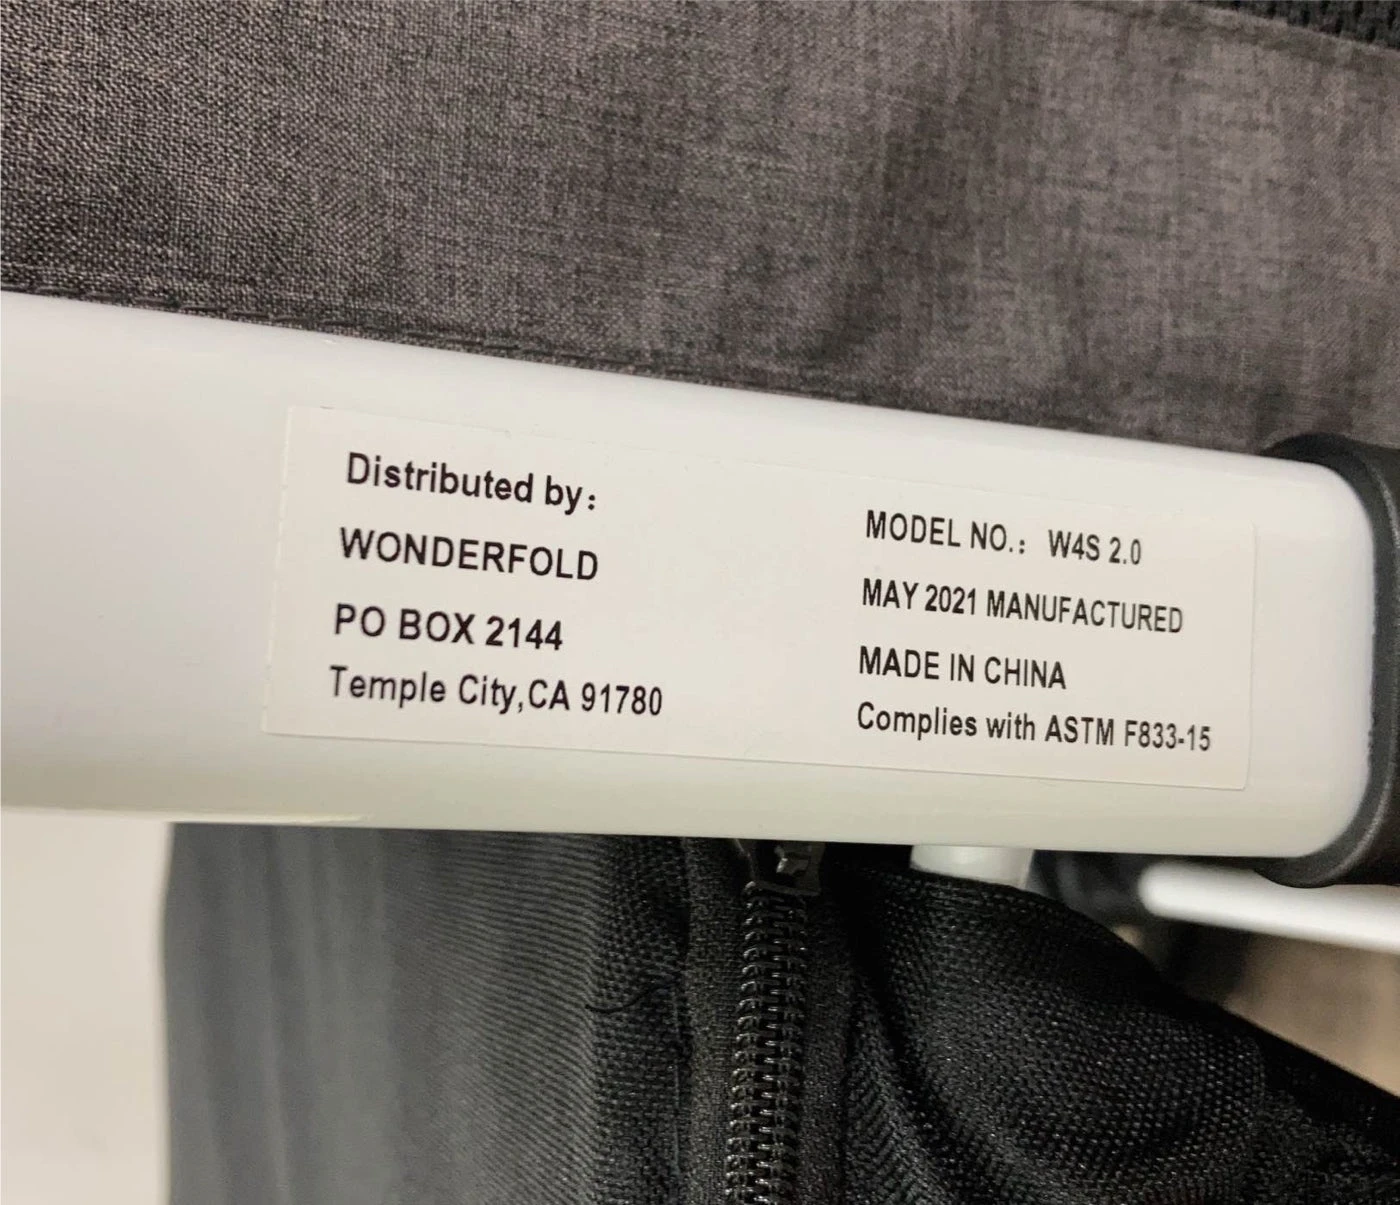 Distributed by:
WONDERFOLD
PO BOX 2144
Temple City,CA 91780
MODEL NO.: W4S 2.0
MAY 2021 MANUFACTURED
MADE IN CHINA
Complies with ASTM F833-15